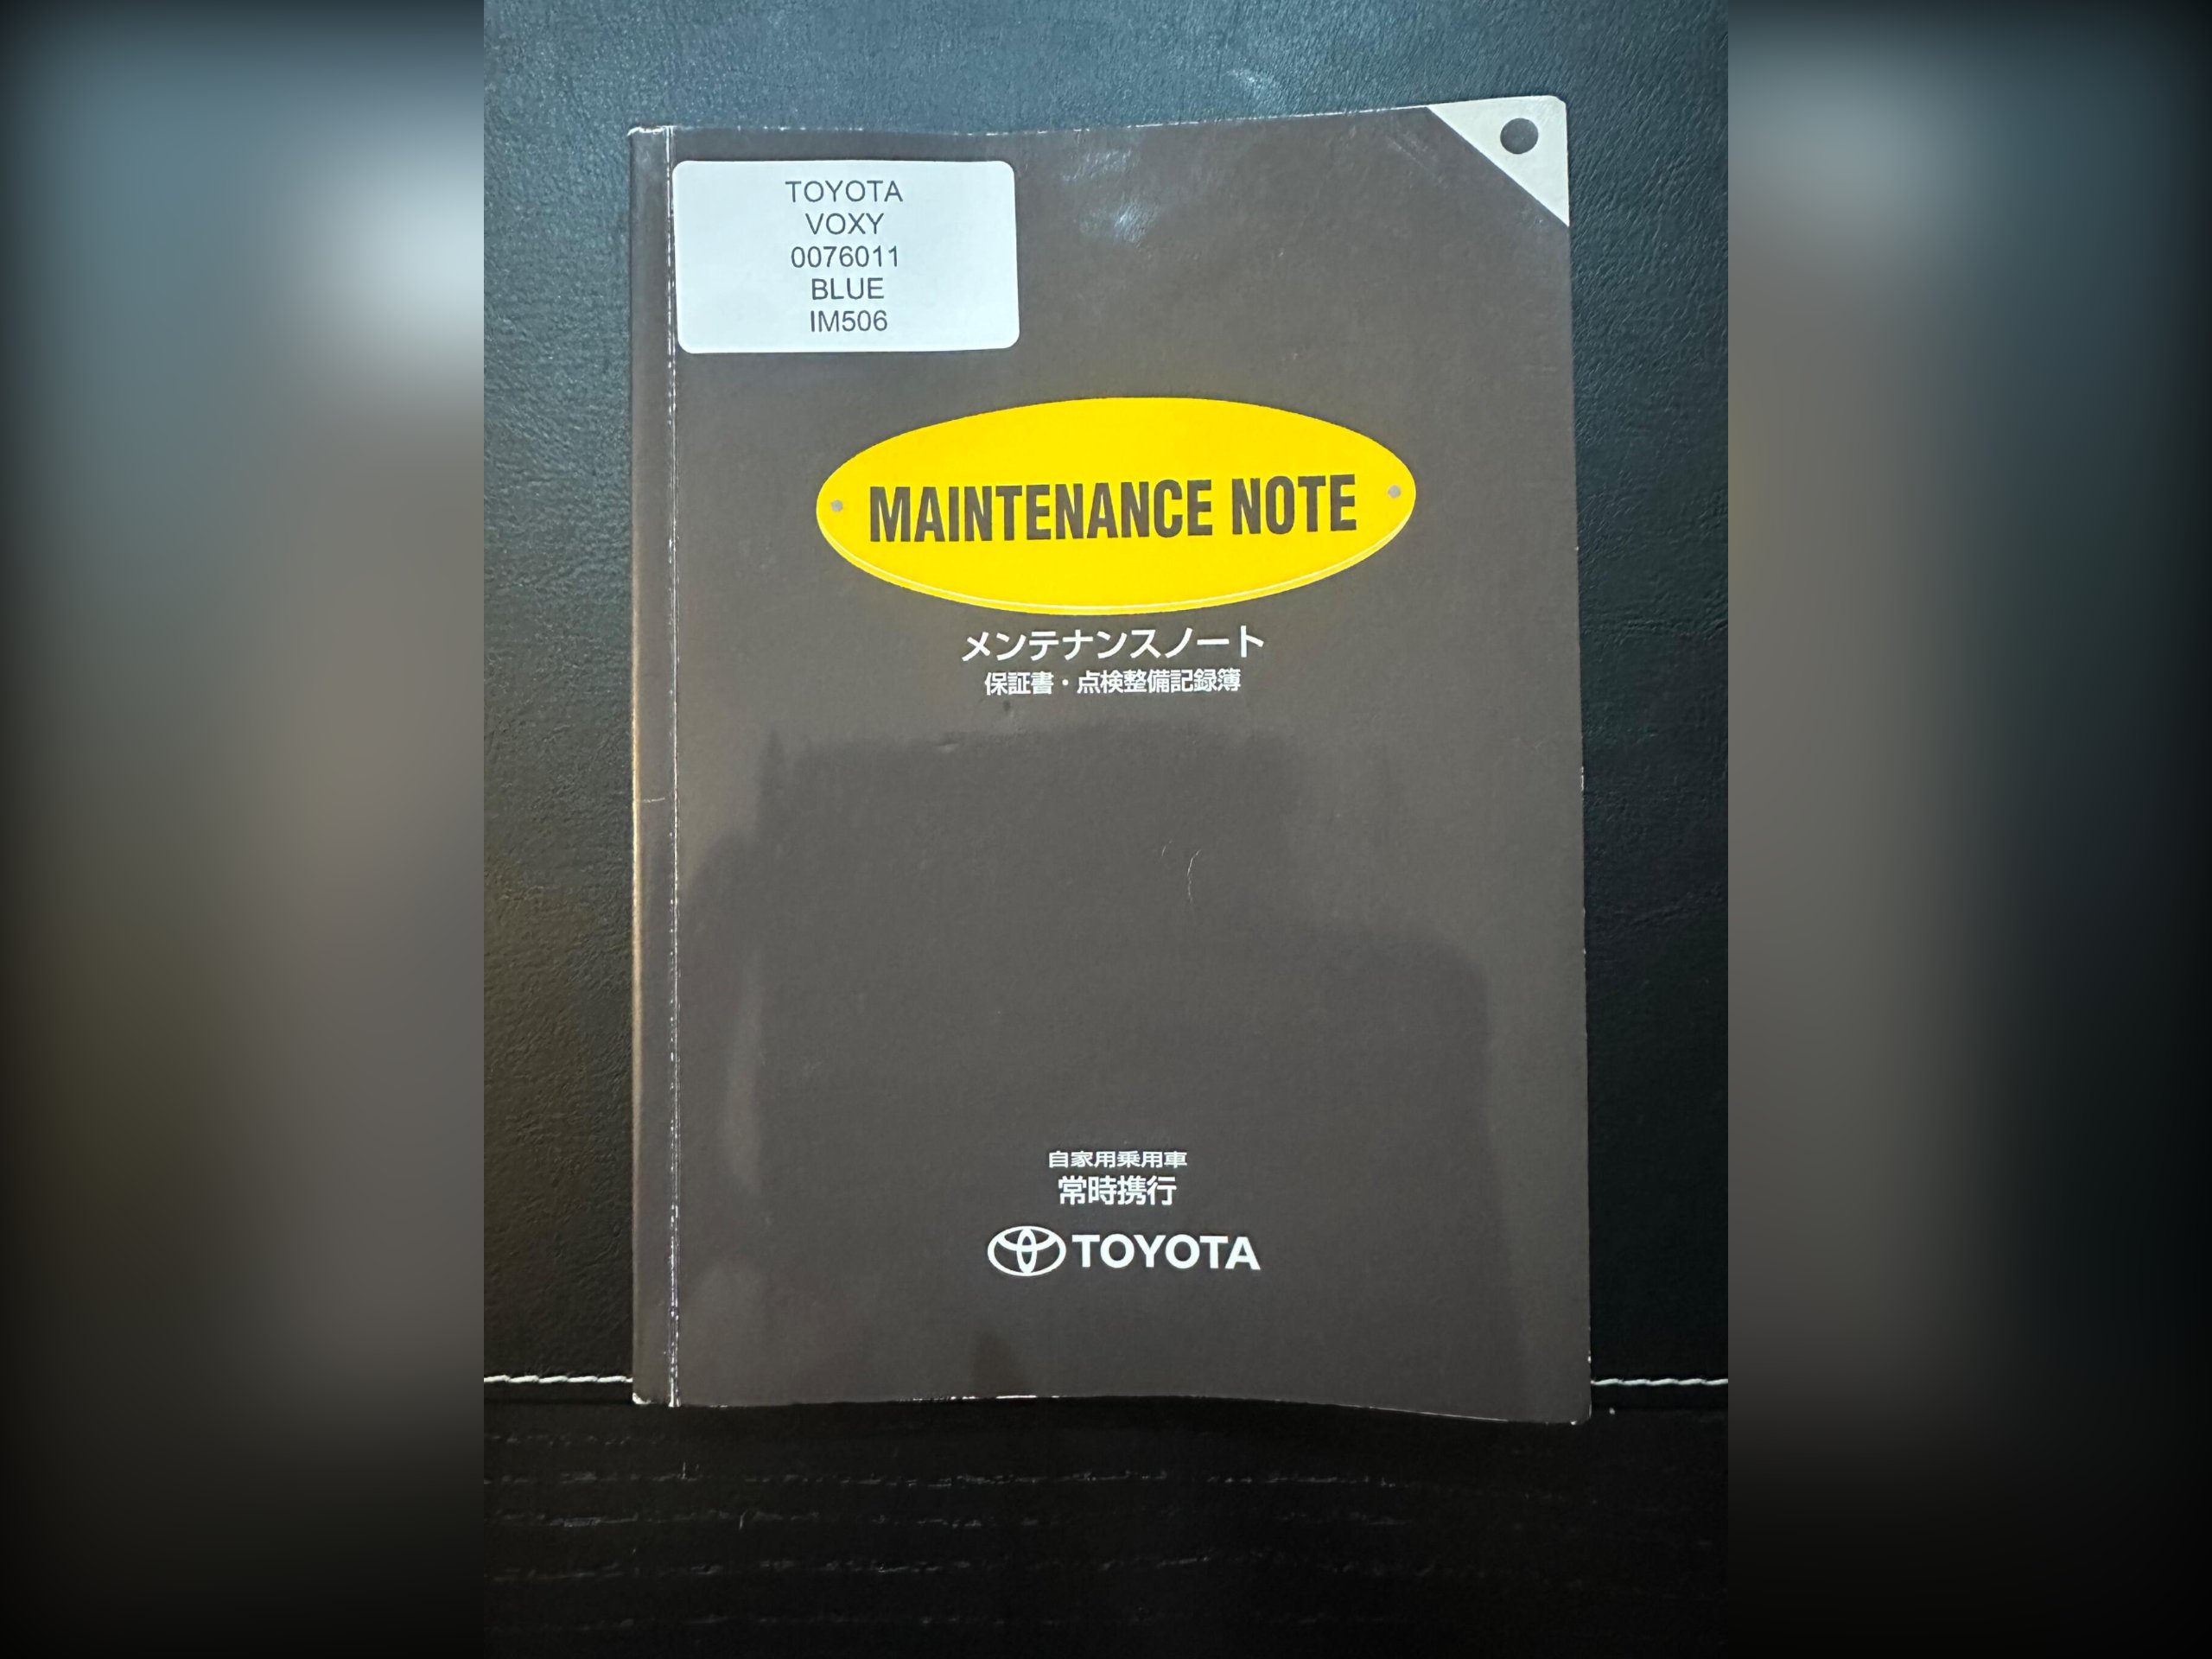 TOYOTA
VOXY
0076011
BLUE
IM506
MAINTENANCE NOTE
メンテナンスノート
保証書・点検整備記録簿
自家用乗用車
常時携行
TOYOTA